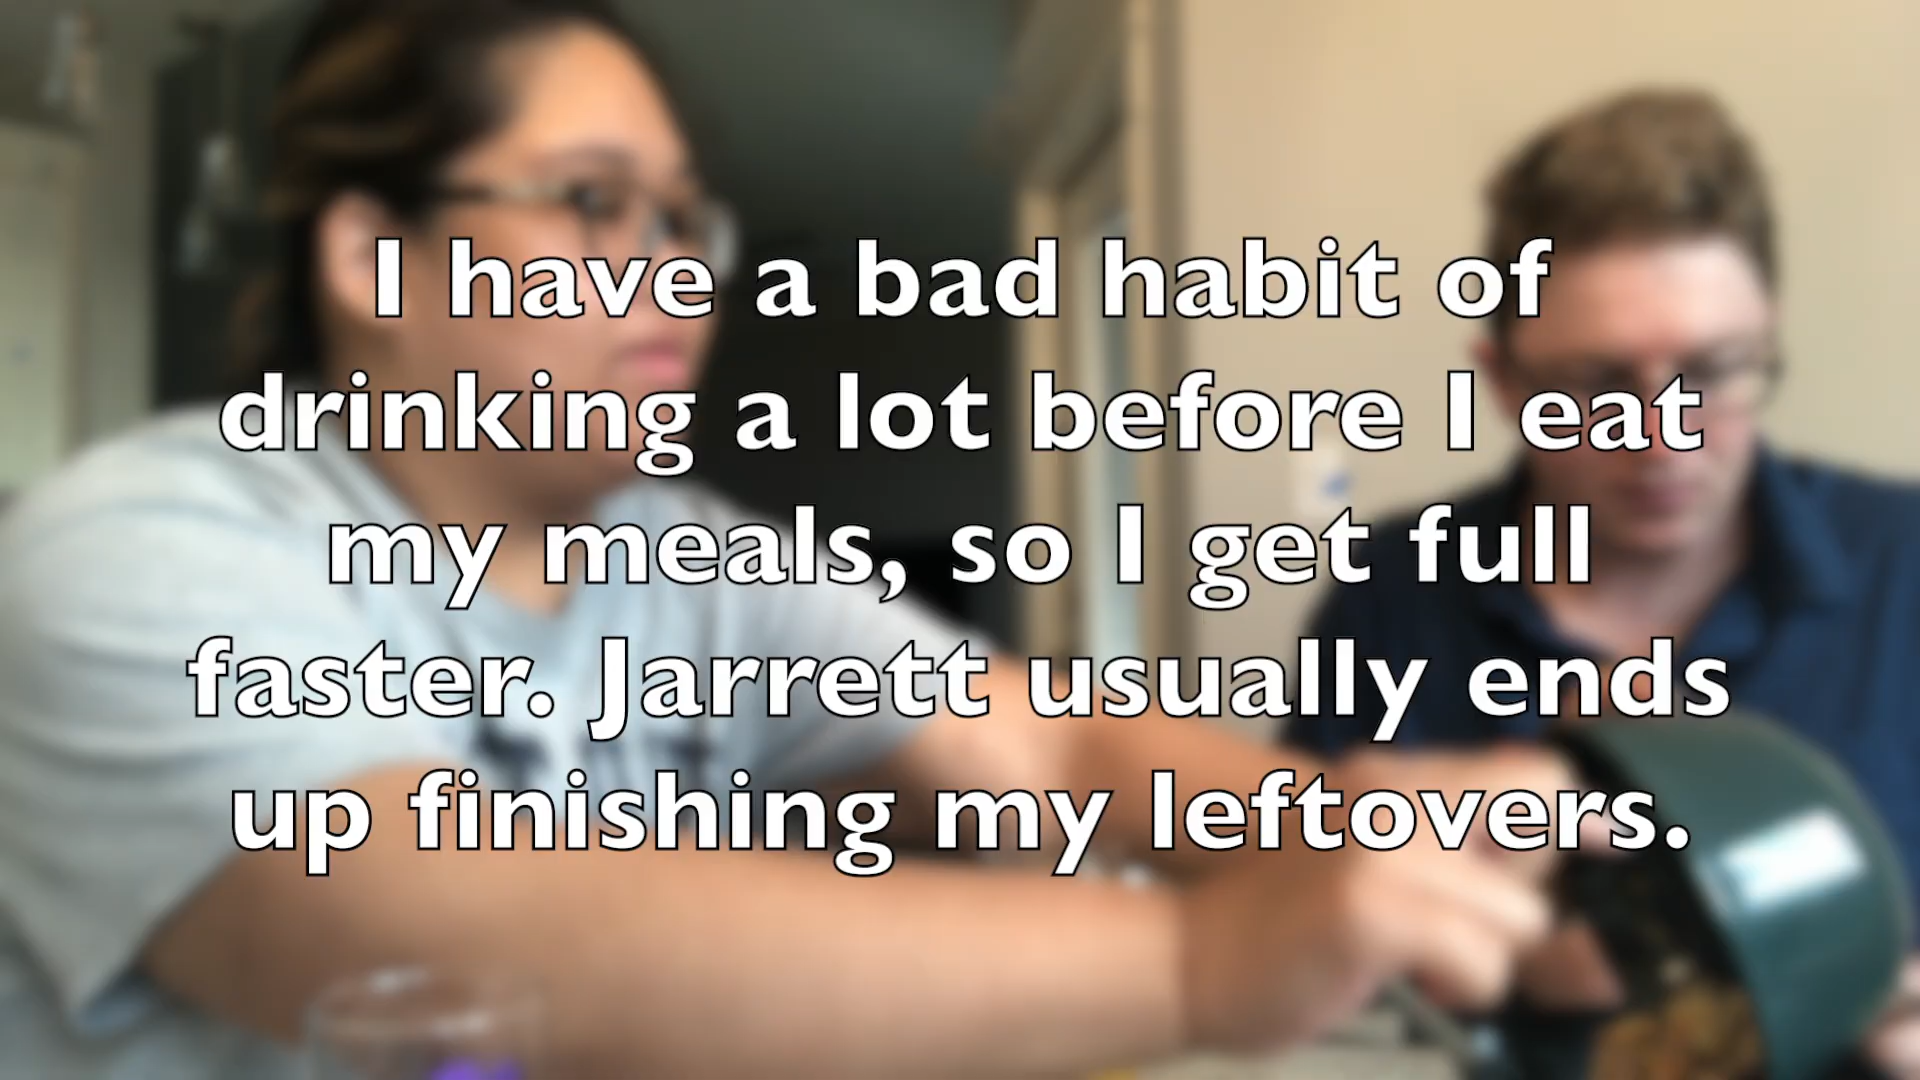 I have a bad habit of
drinking a lot before I eat
my meals, so I get full
faster. Jarrett usually ends
up finishing my leftovers.